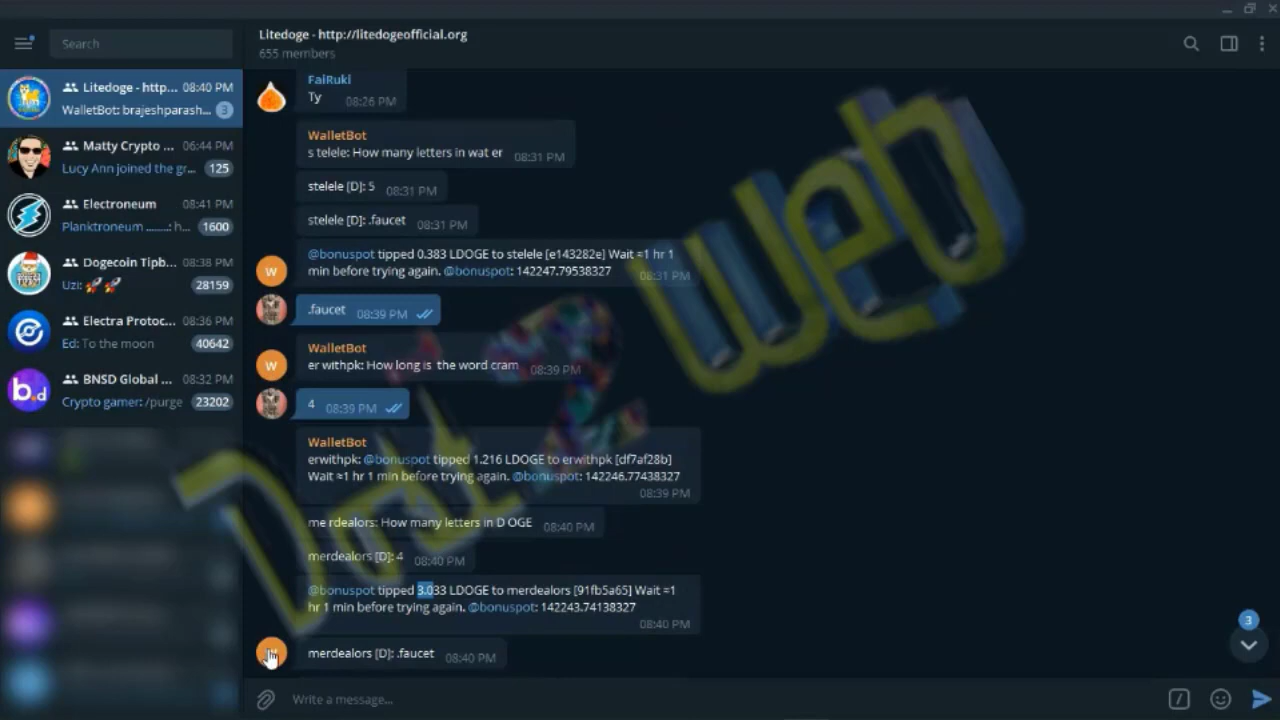 Litedoge - http://litedogeofficial.org
655 members
Search
Litedoge - http... 08:40 PM
WalletBot: brajeshparash... 3
Matty Crypto ... 06:44 PM
Lucy Ann joined the gr... 125
Electroneum 08:41 PM
Planktroneum ........: h... 1600
Dogecoin Tipb... 08:38 PM
Uzi: 🚀 🚀 28159
Electra Protoc... 08:36 PM
Ed: To the moon 40642
BNSD Global ... 08:32 PM
Crypto gamer: /purge 23202
b.d
FalRukl
Ty 08:26 PM
WalletBot
s telele: How many letters in wat er 08:31 PM
stelele [D]: 5 08:31 PM
stelele [D]: .faucet 08:31 PM
@bonuspot tipped 0.383 LDOGE to stelele [e143282e] Wait ≈1 hr 1
min before trying again. @bonuspot: 142247.79538327 08:31 PM
W
.faucet 08:39 PM
WalletBot
er withpk: How long is the word cram 08:39 PM
W
4 08:39 PM
WalletBot
erwithpk: @bonuspot tipped 1.216 LDOGE to erwithpk [df7af28b]
Wait ≈1 hr 1 min before trying again. @bonuspot: 142246.77438327
08:39 PM
me rdealors: How many letters in D OGE 08:40 PM
merdealors [D]: 4 08:40 PM
@bonuspot tipped 3.033 LDOGE to merdealors [91fb5a65] Wait ≈1
hr 1 min before trying again. @bonuspot: 142243.74138327
08:40 PM
merdealors [D]: .faucet 08:40 PM
3
Write a message...